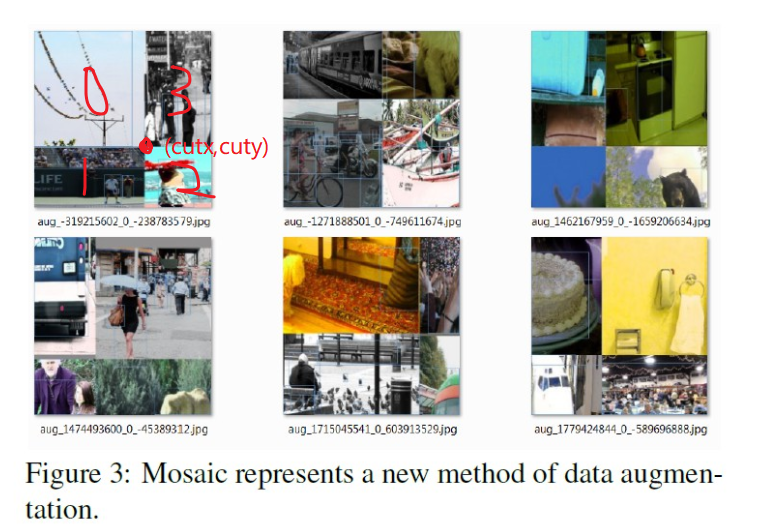 0
3
(cutx,cuty)
LIFE
1
2
aug_-319215602_0_-238783579.jpg
aug_-1271888501_0_-749611674.jpg
aug_1462167959_0_-1659206634.jpg
aug_1474493600_0_-45389312.jpg
aug_1715045541_0_603913529.jpg
aug_1779424844_0_-589696888.jpg
Figure 3: Mosaic represents a new method of data augmen-
tation.